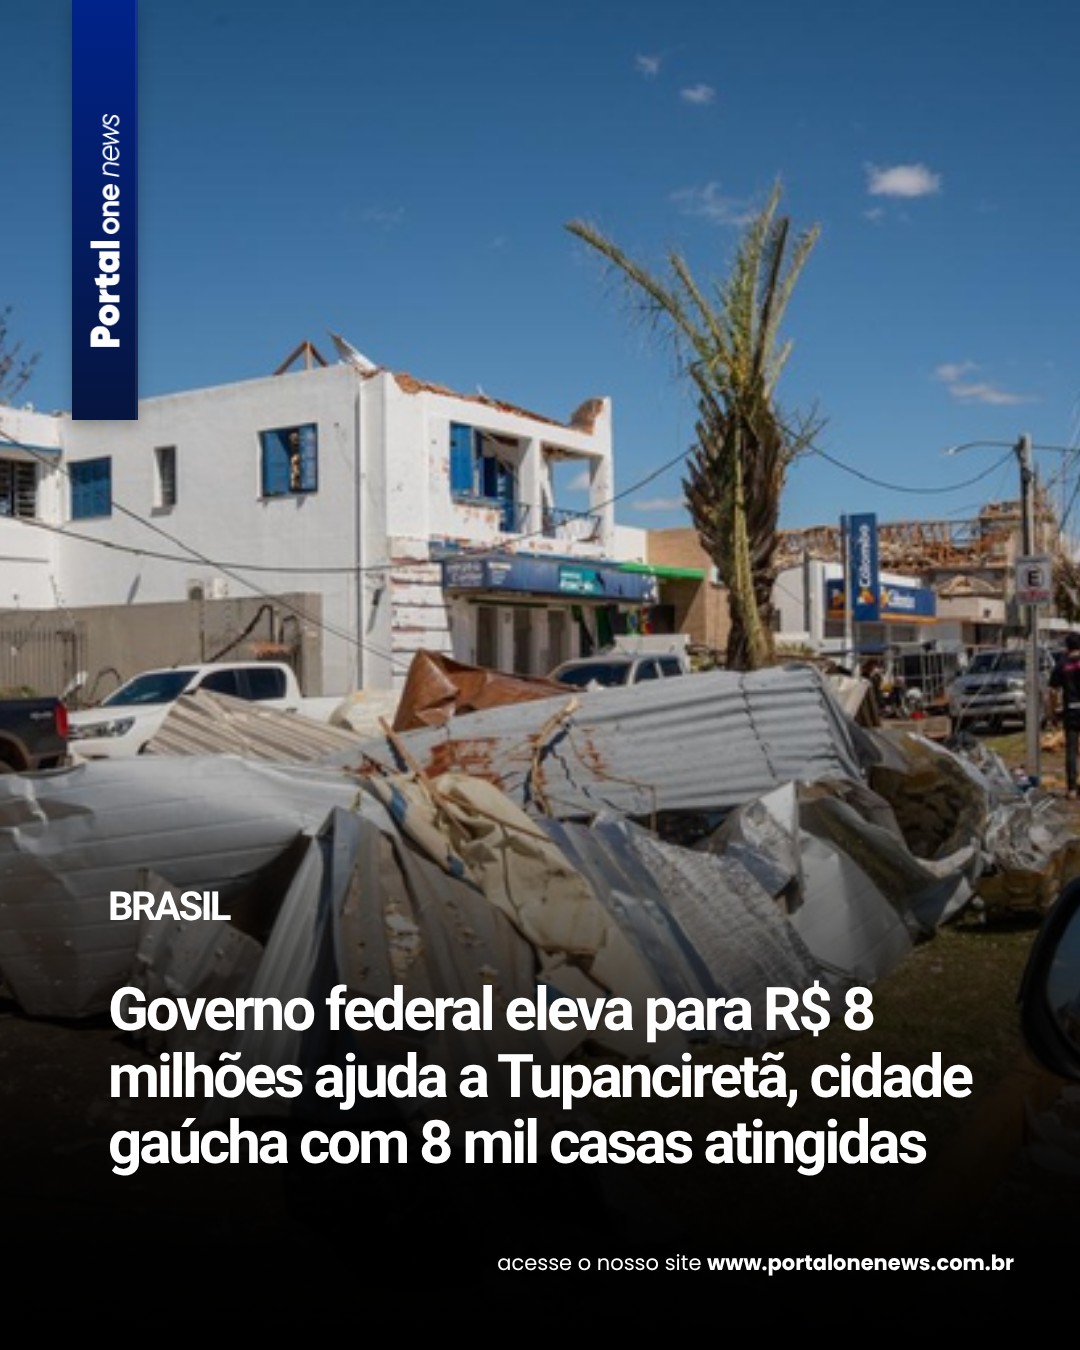 Portal one news
Colombo
Colombo
E
BRASIL
Governo federal eleva para R$ 8
milhões ajuda a Tupanciretã, cidade
gaúcha com 8 mil casas atingidas
acesse o nosso site www.portalonenews.com.br